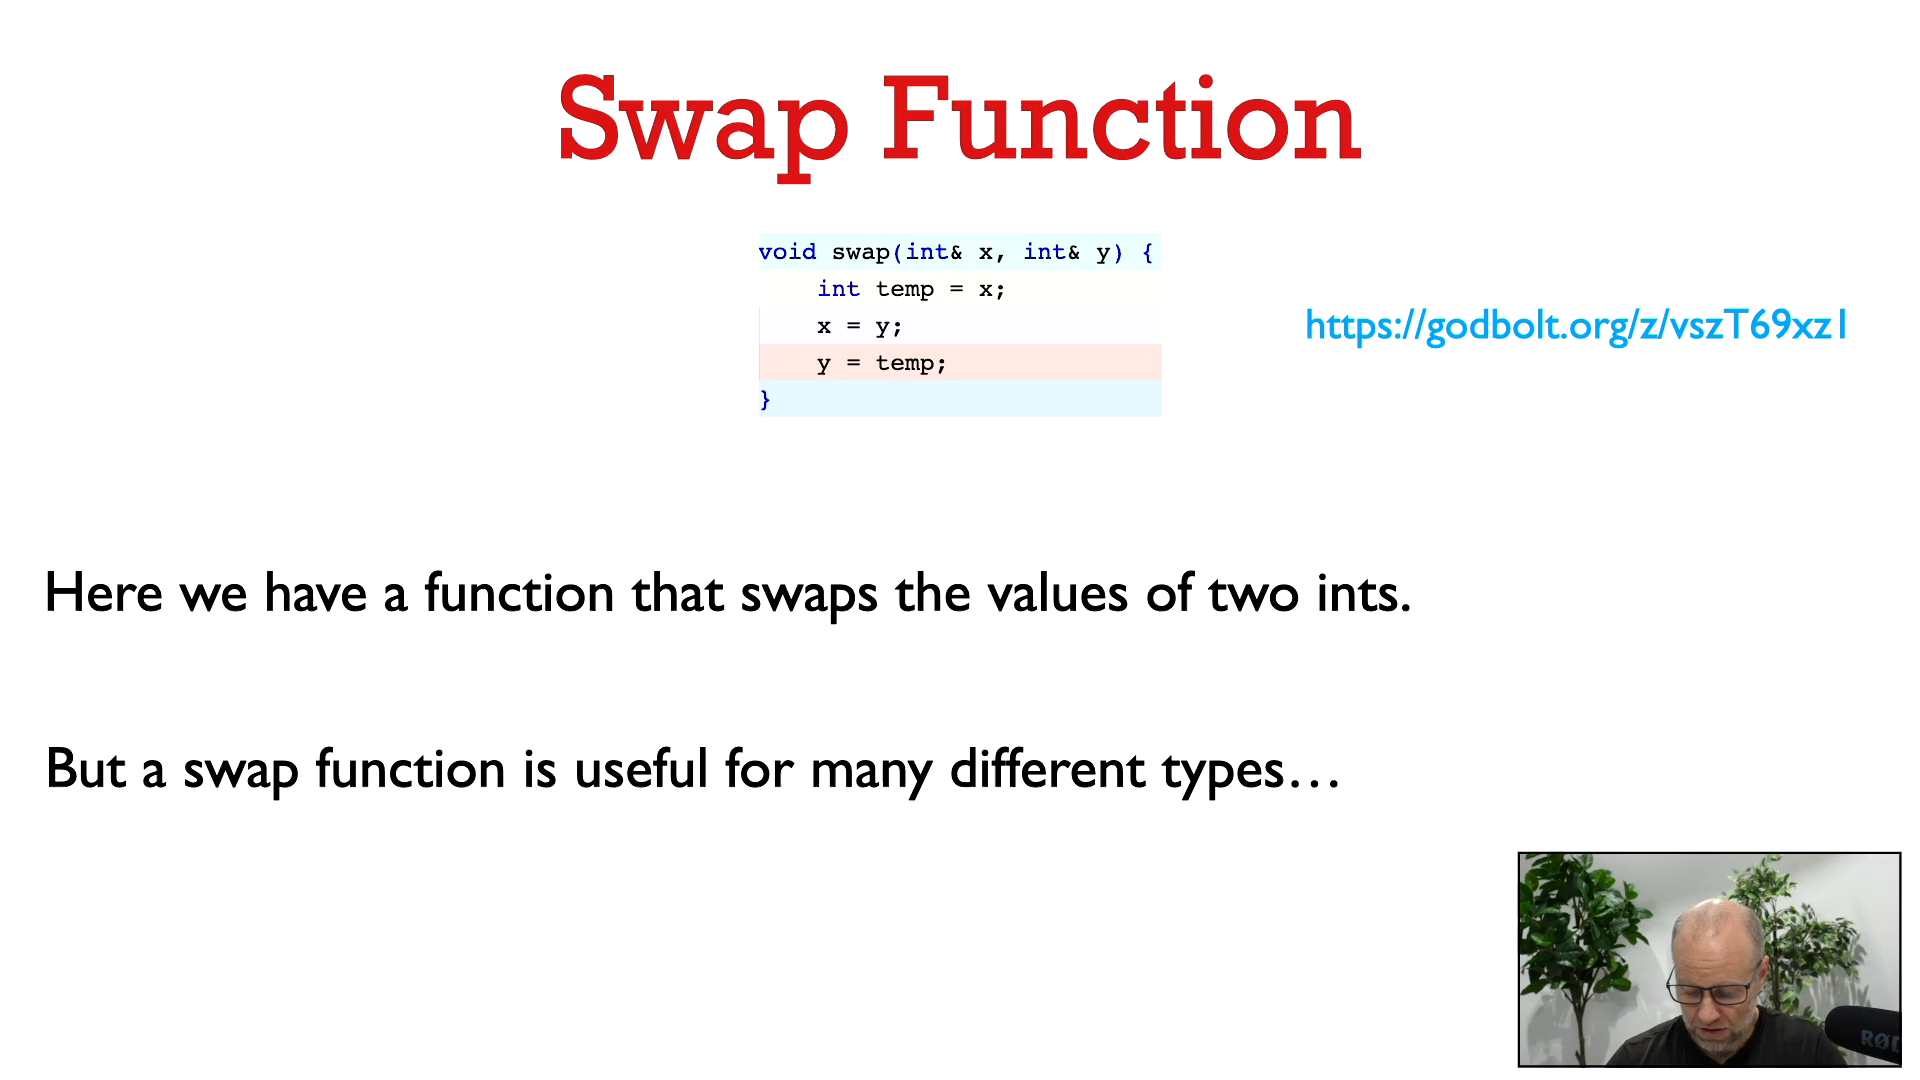 Swap Function
void swap(int& x, int& y) {
    int temp = x;
    x = y;
    y = temp;
}
https://godbolt.org/z/vszT69xz1
Here we have a function that swaps the values of two ints.
But a swap function is useful for many different types…